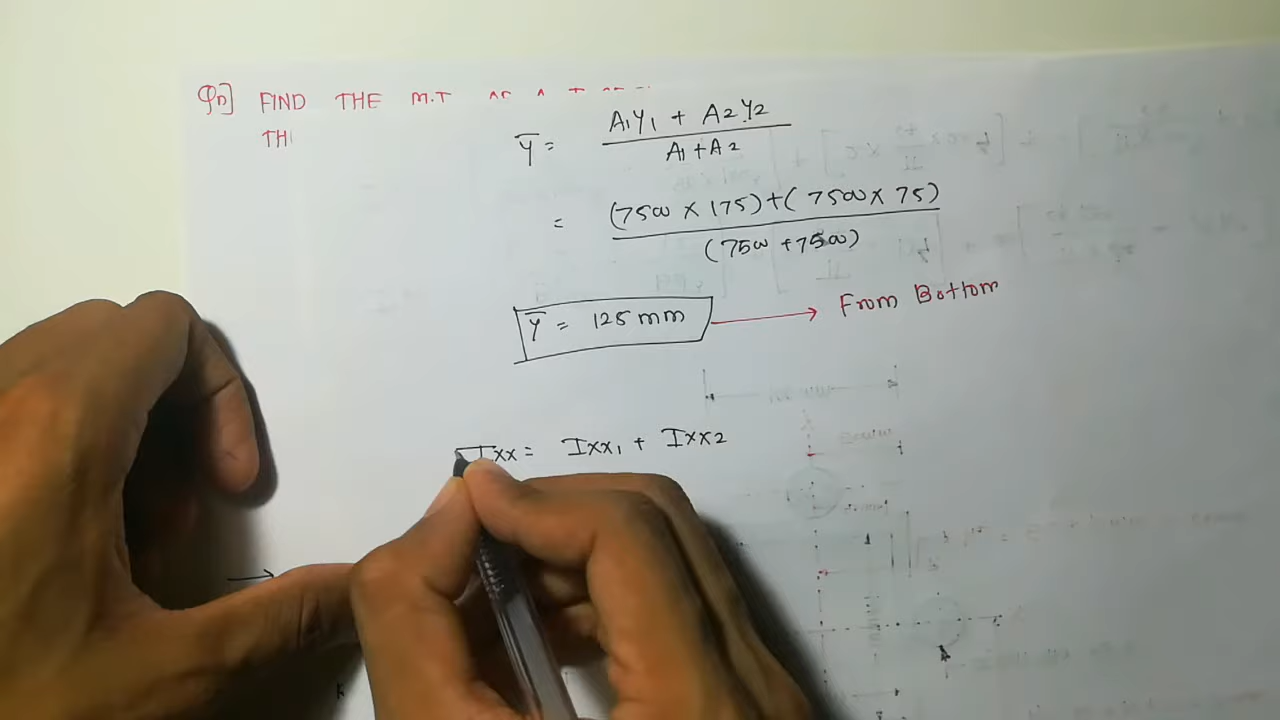 Qn] FIND THE M.I
TH
Y̅ = A1Y1 + A2Y2
A1+A2
= (7500 × 175)+( 7500 × 75)
(7500 +7500)
Y̅ = 125 mm → From Bottom
Ixx = Ixx1 + Ixx2